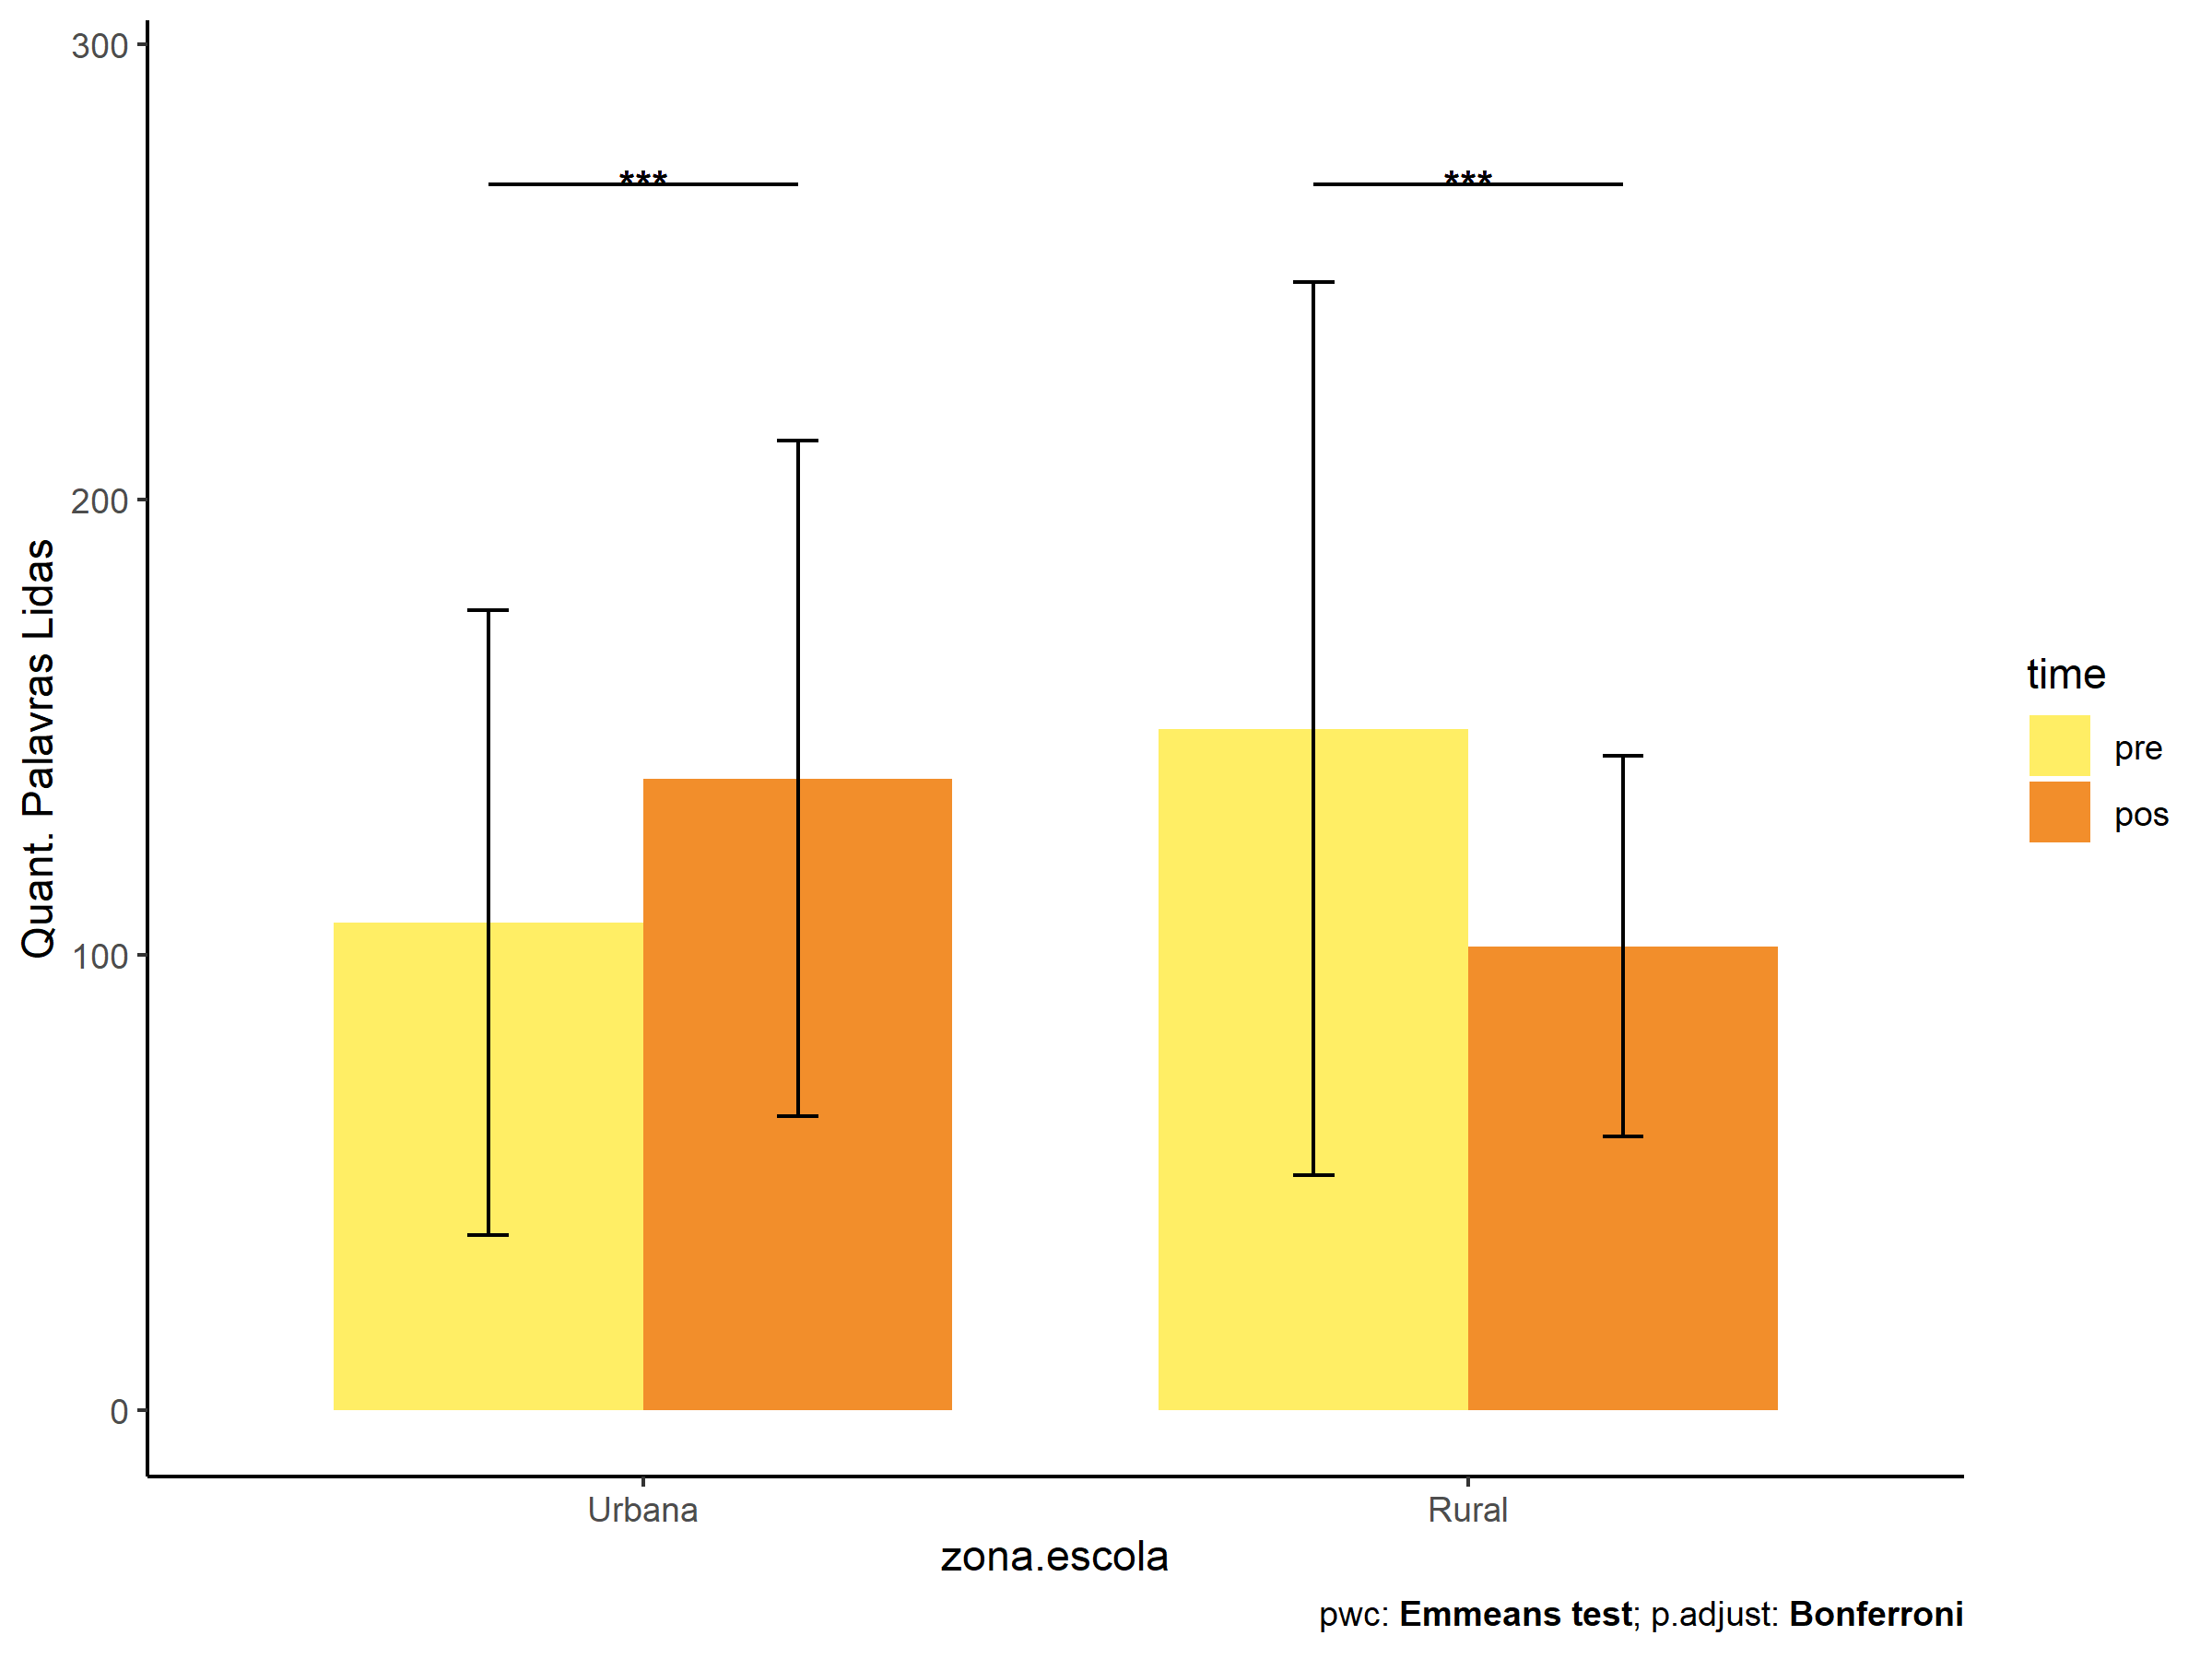 300
200
100
0
Quant. Palavras Lidas
***
***
Urbana
Rural
zona.escola
time
pre
pos
pwc: Emmeans test; p.adjust: Bonferroni